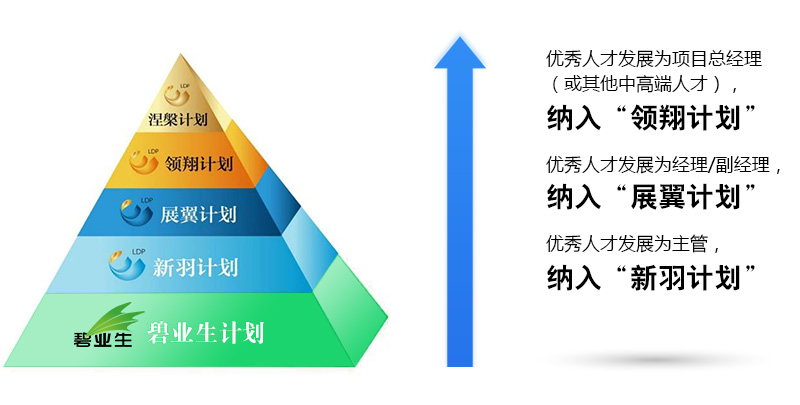 LDP
涅槃计划
LDP
领翔计划
LDP
展翼计划
LDP
新羽计划
碧业生 碧业生计划
优秀人才发展为项目总经理
（或其他中高端人才），
纳入“领翔计划”
优秀人才发展为经理/副经理，
纳入“展翼计划”
优秀人才发展为主管，
纳入“新羽计划”